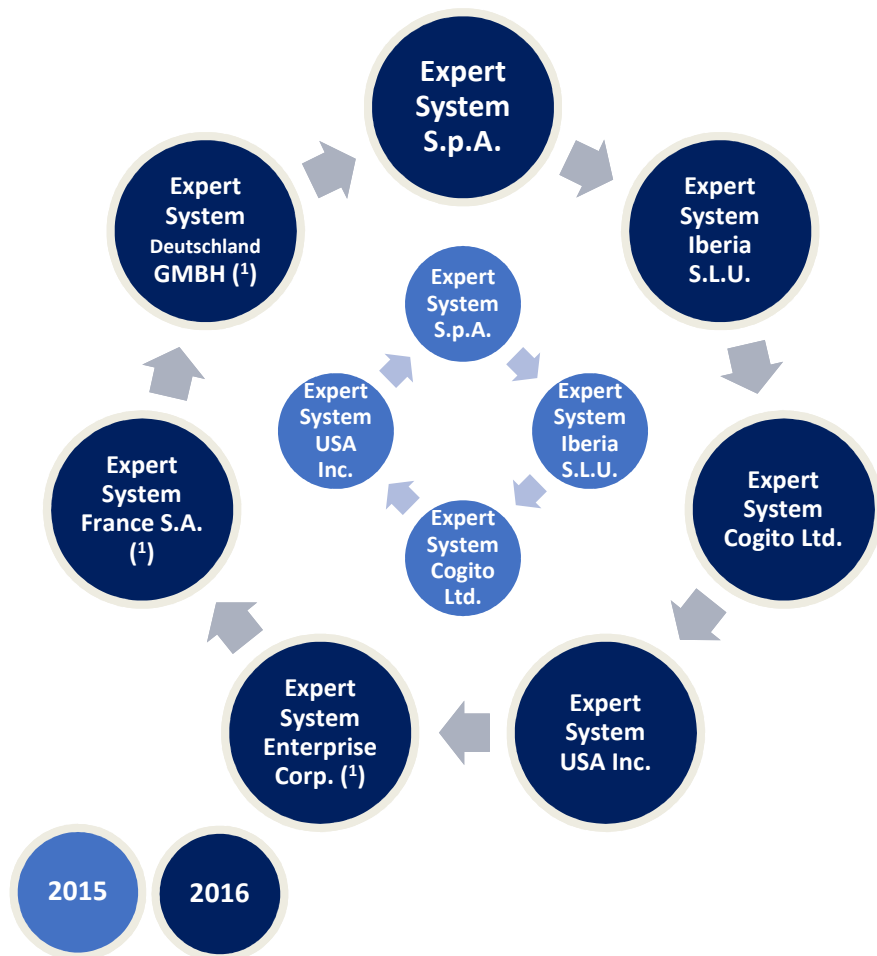 Expert
System
S.p.A.
Expert
System
Iberia
S.L.U.
Expert
System
Cogito Ltd.
Expert
System
USA Inc.
Expert
System
Enterprise
Corp. (¹)
Expert
System
France S.A.
(¹)
Expert
System
Deutschland
GMBH (¹)
Expert
System
S.p.A.
Expert
System
Iberia
S.L.U.
Expert
System
Cogito
Ltd.
Expert
System
USA
Inc.
2015
2016